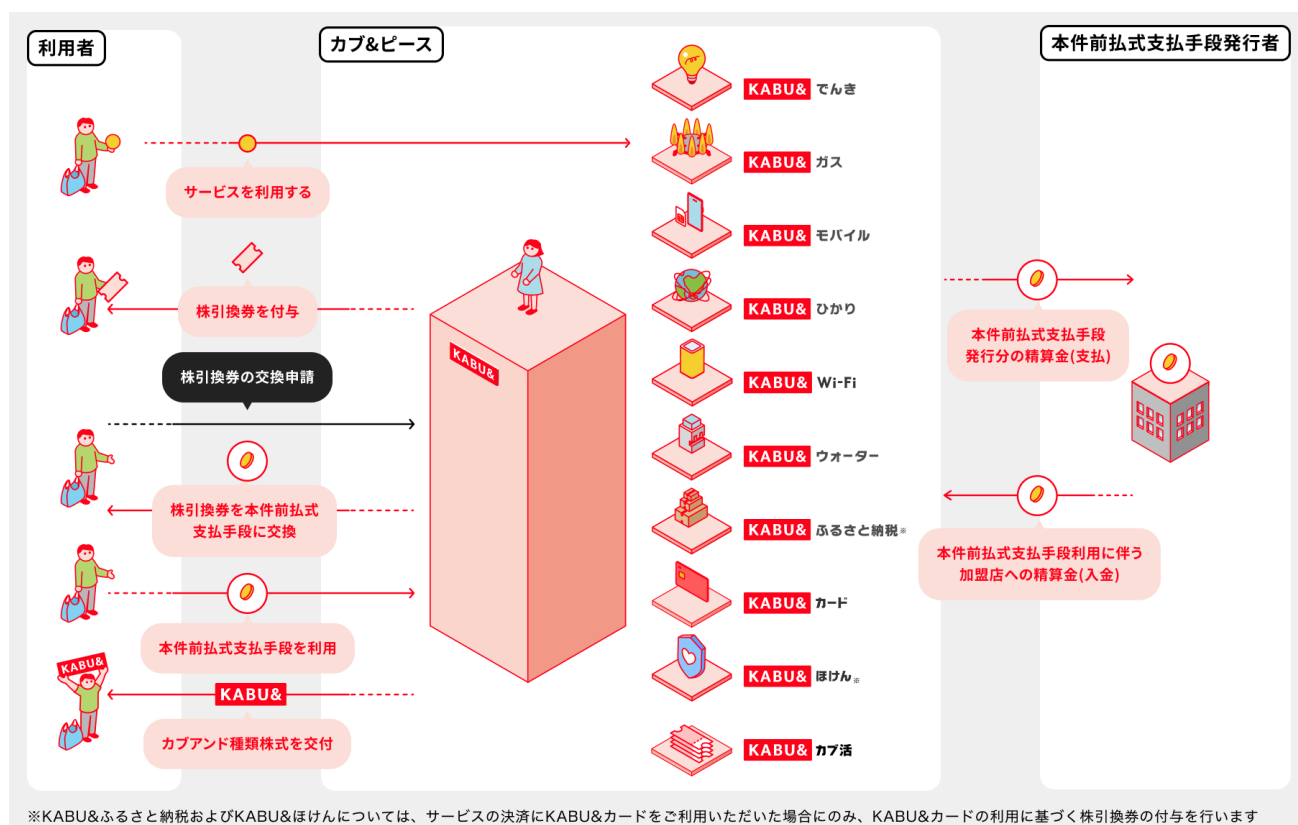 利用者
カブ&ピース
本件前払式支払手段発行者
サービスを利用する
株引換券を付与
株引換券の交換申請
株引換券を本件前払式
支払手段に交換
本件前払式支払手段を利用
KABU&
KABU&
カブアンド種類株式を交付
KABU&
KABU& でんき
KABU& ガス
KABU& モバイル
KABU& ひかり
KABU& Wi-Fi
KABU& ウォーター
KABU& ふるさと納税※
KABU& カード
KABU& ほけん※
KABU& カブ活
本件前払式支払手段
発行分の精算金(支払)
本件前払式支払手段利用に伴う
加盟店への精算金(入金)
※KABU&ふるさと納税およびKABU&ほけんについては、サービスの決済にKABU&カードをご利用いただいた場合にのみ、KABU&カードの利用に基づく株引換券の付与を行います